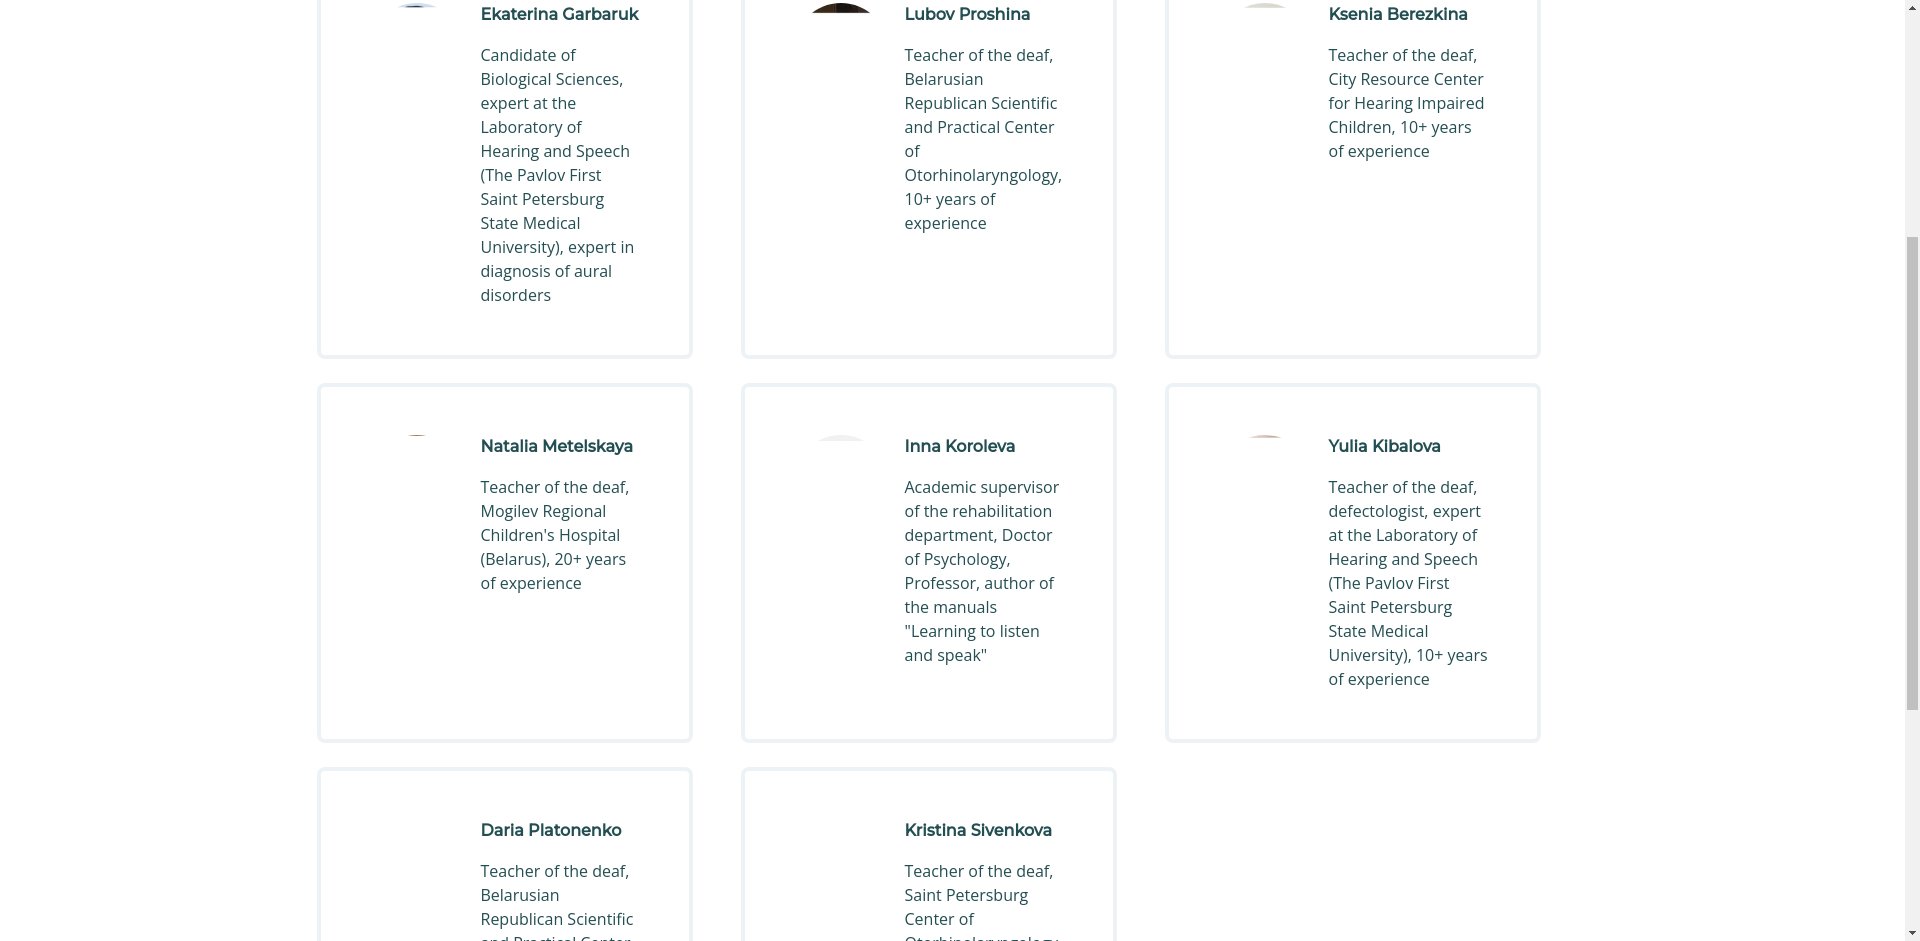 Ekaterina Garbaruk
Candidate of
Biological Sciences,
expert at the
Laboratory of
Hearing and Speech
(The Pavlov First
Saint Petersburg
State Medical
University), expert in
diagnosis of aural
disorders
Lubov Proshina
Teacher of the deaf,
Belarusian
Republican Scientific
and Practical Center
of
Otorhinolaryngology,
10+ years of
experience
Ksenia Berezkina
Teacher of the deaf,
City Resource Center
for Hearing Impaired
Children, 10+ years
of experience
Natalia Metelskaya
Teacher of the deaf,
Mogilev Regional
Children's Hospital
(Belarus), 20+ years
of experience
Inna Koroleva
Academic supervisor
of the rehabilitation
department, Doctor
of Psychology,
Professor, author of
the manuals
"Learning to listen
and speak"
Yulia Kibalova
Teacher of the deaf,
defectologist, expert
at the Laboratory of
Hearing and Speech
(The Pavlov First
Saint Petersburg
State Medical
University), 10+ years
of experience
Daria Platonenko
Teacher of the deaf,
Belarusian
Republican Scientific
and Practical Center
Kristina Sivenkova
Teacher of the deaf,
Saint Petersburg
Center of
Otorhinolaryngology